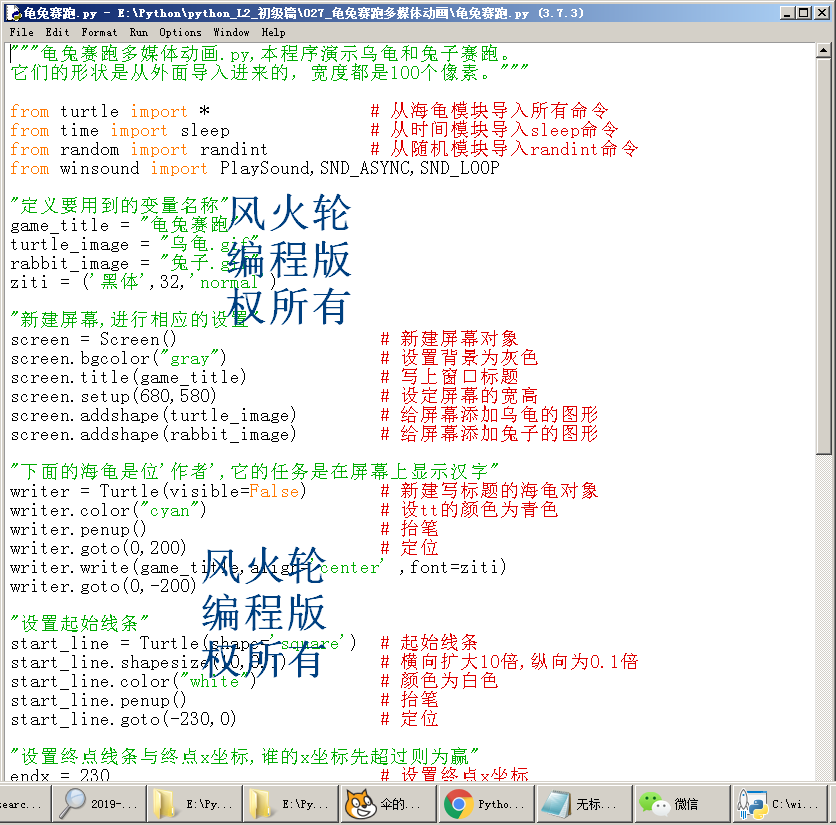 龟兔赛跑.py - E:\Python\python_L2_初级篇\027_龟兔赛跑多媒体动画\龟兔赛跑.py (3.7.3)
File Edit Format Run Options Window Help
"""龟兔赛跑多媒体动画.py,本程序演示乌龟和兔子赛跑。
它们的形状是从外面导入进来的，宽度都是100个像素。"""
from turtle import * # 从海龟模块导入所有命令
from time import sleep # 从时间模块导入sleep命令
from random import randint # 从随机模块导入randint命令
from winsound import PlaySound,SND_ASYNC,SND_LOOP
"定义要用到的变量名称"
game_title = "龟兔赛跑"
turtle_image = "乌龟.gif"
rabbit_image = "兔子.gif"
ziti = ('黑体',32,'normal')
风火轮
编程版
权所有
"新建屏幕,进行相应的设置"
screen = Screen() # 新建屏幕对象
screen.bgcolor("gray") # 设置背景为灰色
screen.title(game_title) # 写上窗口标题
screen.setup(680,580) # 设定屏幕的宽高
screen.addshape(turtle_image) # 给屏幕添加乌龟的图形
screen.addshape(rabbit_image) # 给屏幕添加兔子的图形
"下面的海龟是位'作者',它的任务是在屏幕上显示汉字"
writer = Turtle(visible=False) # 新建写标题的海龟对象
writer.color("cyan") # 设tt的颜色为青色
writer.penup() # 抬笔
writer.goto(0,200) # 定位
writer.write(game_title,align='center' ,font=ziti)
writer.goto(0,-200)
风火轮
编程版
权所有
"设置起始线条"
start_line = Turtle(shape='square') # 起始线条
start_line.shapesize( # 横向扩大10倍,纵向为0.1倍
start_line.color("white") # 颜色为白色
start_line.penup() # 抬笔
start_line.goto(-230,0) # 定位
"设置终点线条与终点x坐标,谁的x坐标先超过则为赢"
endx = 230 # 设置终点x坐标
searc... 2019-... E:\Py... E:\Py... 伞的... Pytho... 无标... 微信 C:\wi...